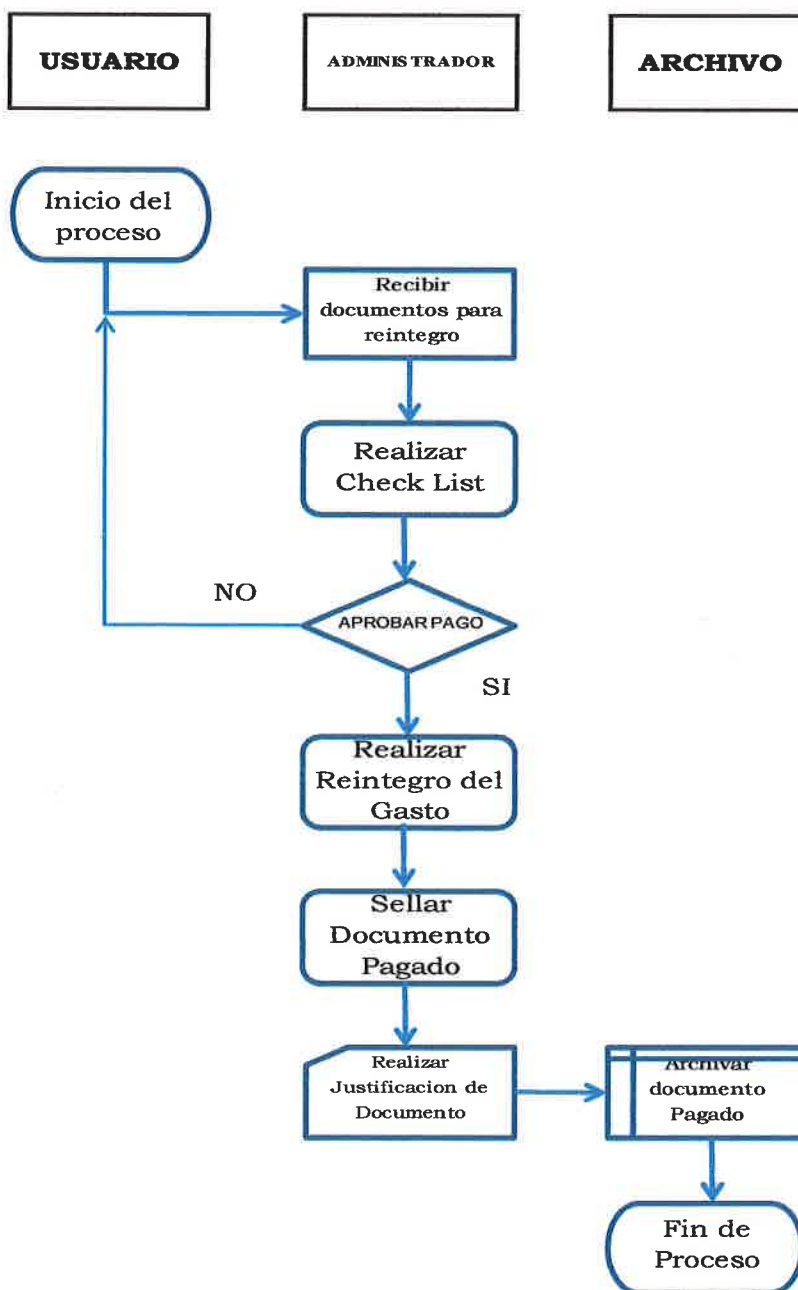 USUARIO
ADMINISTRADOR
ARCHIVO
Inicio del
proceso
Recibir
documentos para
reintegro
Realizar
Check List
NO
APROBAR PAGO
SI
Realizar
Reintegro del
Gasto
Sellar
Documento
Pagado
Realizar
Justificacion de
Documento
Archivar
documento
Pagado
Fin de
Proceso